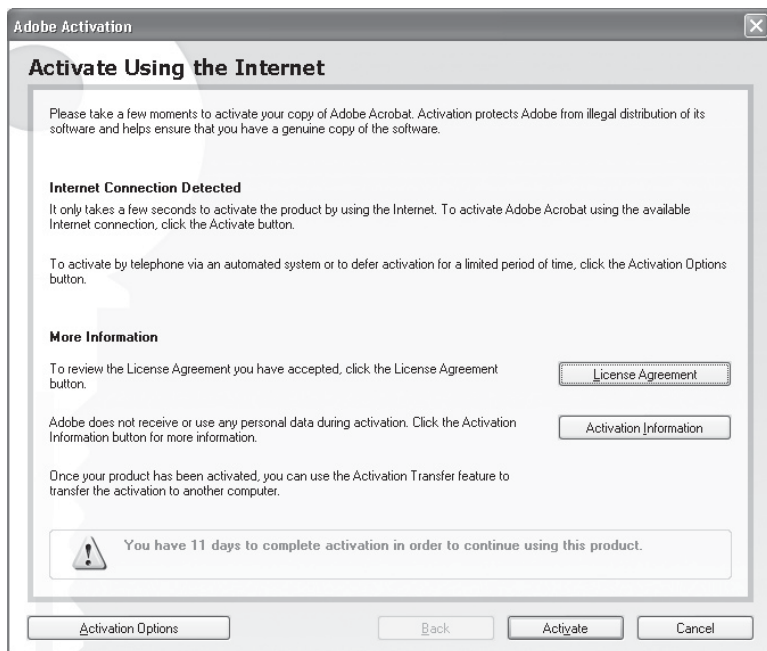 Adobe Activation
Activate Using the Internet
Please take a few moments to activate your copy of Adobe Acrobat. Activation protects Adobe from illegal distribution of its
software and helps ensure that you have a genuine copy of the software.
Internet Connection Detected
It only takes a few seconds to activate the product by using the Internet. To activate Adobe Acrobat using the available
Internet connection, click the Activate button.
To activate by telephone via an automated system or to defer activation for a limited period of time, click the Activation Options
button.
More Information
To review the License Agreement you have accepted, click the License Agreement
button.
License Agreement
Adobe does not receive or use any personal data during activation. Click the Activation
Information button for more information.
Activation Information
Once your product has been activated, you can use the Activation Transfer feature to
transfer the activation to another computer.
You have 11 days to complete activation in order to continue using this product.
Activation Options
Back
Activate
Cancel